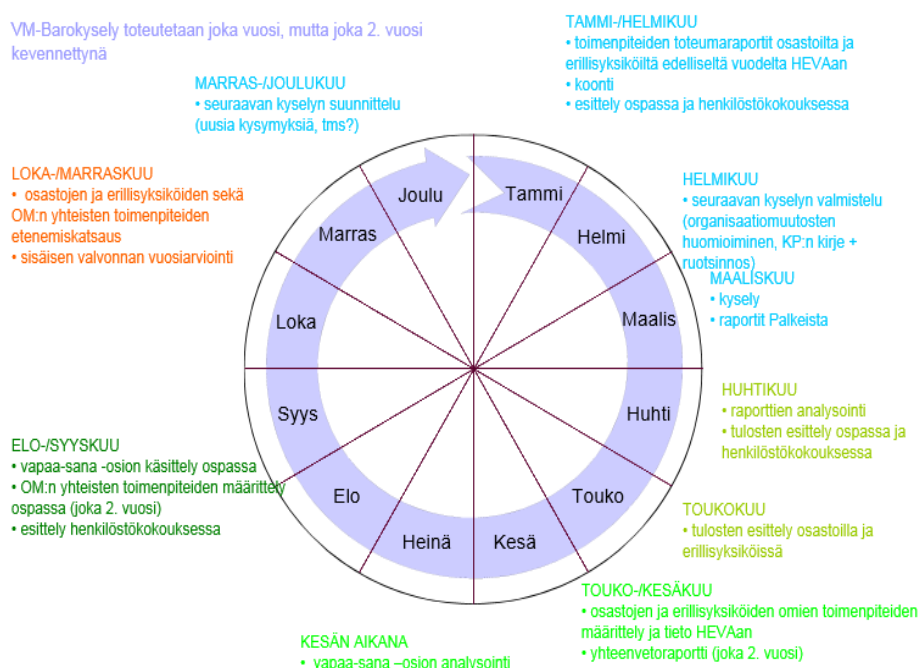 VM-Barokysely toteutetaan joka vuosi, mutta joka 2. vuosi
kevennettynä
TAMMI-/HELMIKUU
• toimenpiteiden toteumaraportit osastoilta ja
erillisyksiköiltä edelliseltä vuodelta HEVAan
• koonti
• esittely ospassa ja henkilöstökokouksessa
MARRAS-/JOULUKUU
• seuraavan kyselyn suunnittelu
(uusia kysymyksiä, tms?)
LOKA-/MARRASKUU
• osastojen ja erillisyksiköiden sekä
OM:n yhteisten toimenpiteiden
etenemiskatsaus
• sisäisen valvonnan vuosiarviointi
HELMIKUU
• seuraavan kyselyn valmistelu
(organisaatiomuutosten
huomioiminen, KP:n kirje +
ruotsinnos)
MAALISKUU
• kysely
• raportit Palkeista
Joulu
Tammi
Marras
Helmi
Loka
Maalis
Syys
Huhti
Elo
Touko
Heinä
Kesä
HUHTIKUU
• raporttien analysointi
• tulosten esittely ospassa ja
henkilöstökokouksessa
ELO-/SYYSKUU
• vapaa-sana -osion käsittely ospassa
• OM:n yhteisten toimenpiteiden määrittely
ospassa (joka 2. vuosi)
• esittely henkilöstökokouksessa
TOUKOKUU
• tulosten esittely osastoilla ja
erillisyksiköissä
TOUKO-/KESÄKUU
• osastojen ja erillisyksiköiden omien toimenpiteiden
määrittely ja tieto HEVAan
• yhteenvetoraportti (joka 2. vuosi)
KESÄN AIKANA
• vapaa-sana –osion analysointi